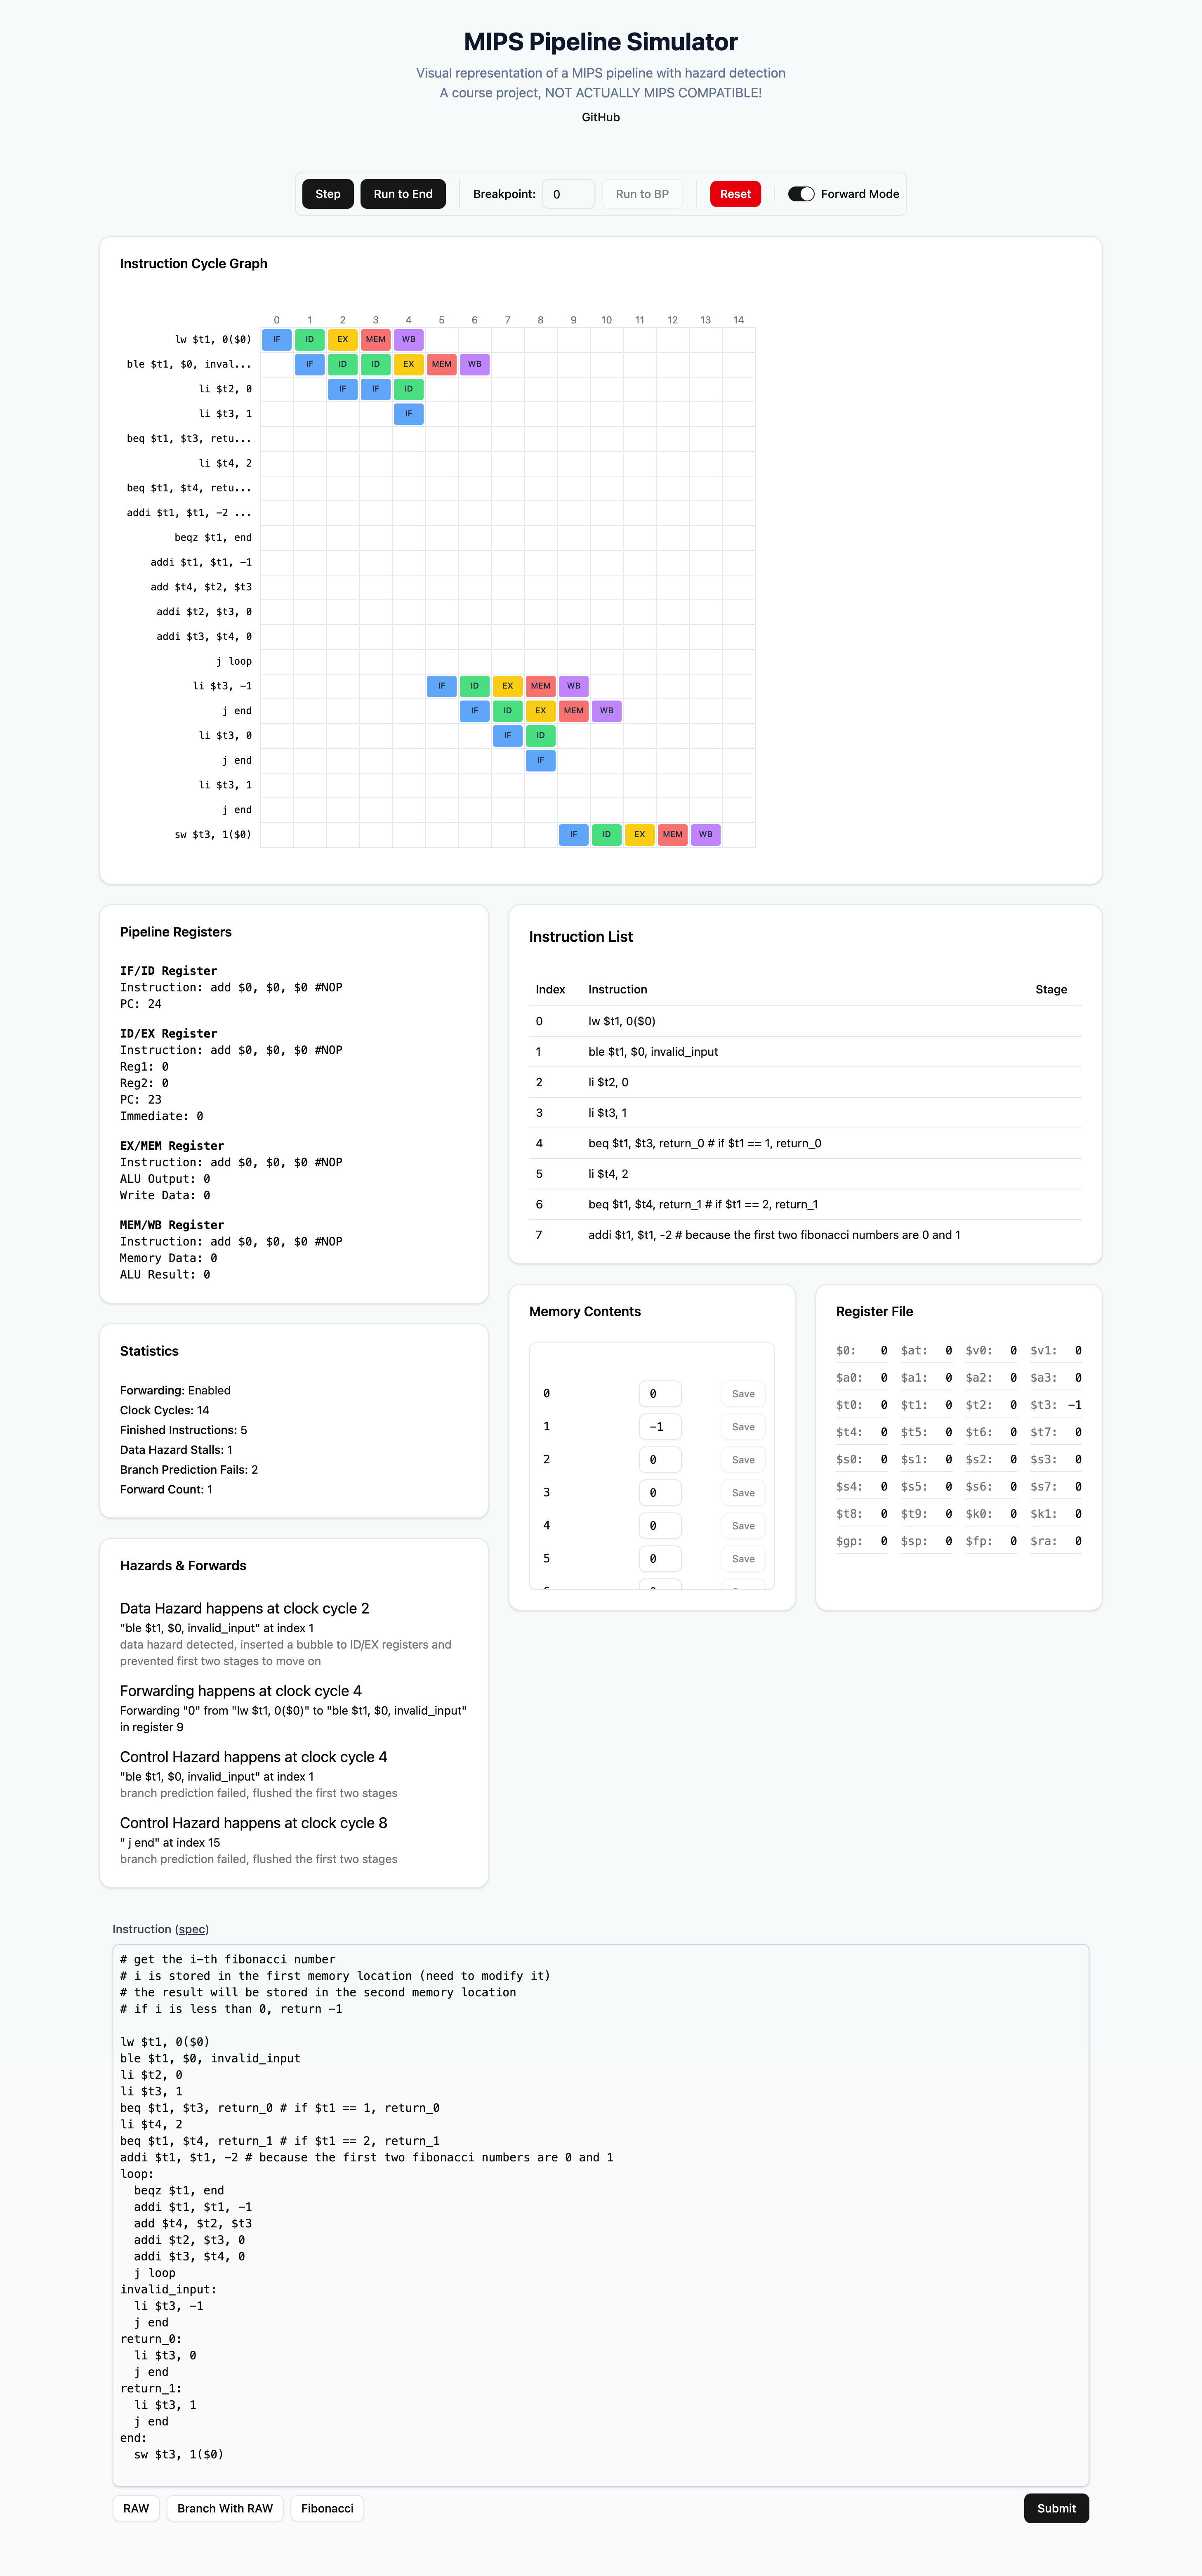 MIPS Pipeline Simulator
Visual representation of a MIPS pipeline with hazard detection
A course project, NOT ACTUALLY MIPS COMPATIBLE!
GitHub
Step Run to End Breakpoint: 0 Run to BP Reset Forward Mode
Instruction Cycle Graph
0 1 2 3 4 5 6 7 8 9 10 11 12 13 14
lw $t1, 0($0) IF ID EX MEM WB
ble $t1, $0, inval... IF ID ID EX MEM WB
li $t2, 0 IF IF ID
li $t3, 1 IF
beq $t1, $t3, retu...
li $t4, 2
beq $t1, $t4, retu...
addi $t1, $t1, -2 ...
beqz $t1, end
addi $t1, $t1, -1
add $t4, $t2, $t3
addi $t2, $t3, 0
addi $t3, $t4, 0
j loop
li $t3, -1 IF ID EX MEM WB
j end IF ID EX MEM WB
li $t3, 0 IF ID
j end IF
li $t3, 1
j end
sw $t3, 1($0) IF ID EX MEM WB
Pipeline Registers
IF/ID Register
Instruction: add $0, $0, $0 #NOP
PC: 24
ID/EX Register
Instruction: add $0, $0, $0 #NOP
Reg1: 0
Reg2: 0
PC: 23
Immediate: 0
EX/MEM Register
Instruction: add $0, $0, $0 #NOP
ALU Output: 0
Write Data: 0
MEM/WB Register
Instruction: add $0, $0, $0 #NOP
Memory Data: 0
ALU Result: 0
Statistics
Forwarding: Enabled
Clock Cycles: 14
Finished Instructions: 5
Data Hazard Stalls: 1
Branch Prediction Fails: 2
Forward Count: 1
Hazards & Forwards
Data Hazard happens at clock cycle 2
"ble $t1, $0, invalid_input" at index 1
data hazard detected, inserted a bubble to ID/EX registers and
prevented first two stages to move on
Forwarding happens at clock cycle 4
Forwarding "0" from "lw $t1, 0($0)" to "ble $t1, $0, invalid_input"
in register 9
Control Hazard happens at clock cycle 4
"ble $t1, $0, invalid_input" at index 1
branch prediction failed, flushed the first two stages
Control Hazard happens at clock cycle 8
" j end" at index 15
branch prediction failed, flushed the first two stages
Instruction List
Index Instruction Stage
0 lw $t1, 0($0)
1 ble $t1, $0, invalid_input
2 li $t2, 0
3 li $t3, 1
4 beq $t1, $t3, return_0 # if $t1 == 1, return_0
5 li $t4, 2
6 beq $t1, $t4, return_1 # if $t1 == 2, return_1
7 addi $t1, $t1, -2 # because the first two fibonacci numbers are 0 and 1
Memory Contents
0 0 Save
1 -1 Save
2 0 Save
3 0 Save
4 0 Save
5 0 Save
Register File
$0: 0 $at: 0 $v0: 0 $v1: 0
$a0: 0 $a1: 0 $a2: 0 $a3: 0
$t0: 0 $t1: 0 $t2: 0 $t3: -1
$t4: 0 $t5: 0 $t6: 0 $t7: 0
$s0: 0 $s1: 0 $s2: 0 $s3: 0
$s4: 0 $s5: 0 $s6: 0 $s7: 0
$t8: 0 $t9: 0 $k0: 0 $k1: 0
$gp: 0 $sp: 0 $fp: 0 $ra: 0
Instruction (spec)
# get the i-th fibonacci number
# i is stored in the first memory location (need to modify it)
# the result will be stored in the second memory location
# if i is less than 0, return -1
lw $t1, 0($0)
ble $t1, $0, invalid_input
li $t2, 0
li $t3, 1
beq $t1, $t3, return_0 # if $t1 == 1, return_0
li $t4, 2
beq $t1, $t4, return_1 # if $t1 == 2, return_1
addi $t1, $t1, -2 # because the first two fibonacci numbers are 0 and 1
loop:
beqz $t1, end
addi $t1, $t1, -1
add $t4, $t2, $t3
addi $t2, $t3, 0
addi $t3, $t4, 0
j loop
invalid_input:
li $t3, -1
j end
return_0:
li $t3, 0
j end
return_1:
li $t3, 1
j end
end:
sw $t3, 1($0)
RAW Branch With RAW Fibonacci Submit